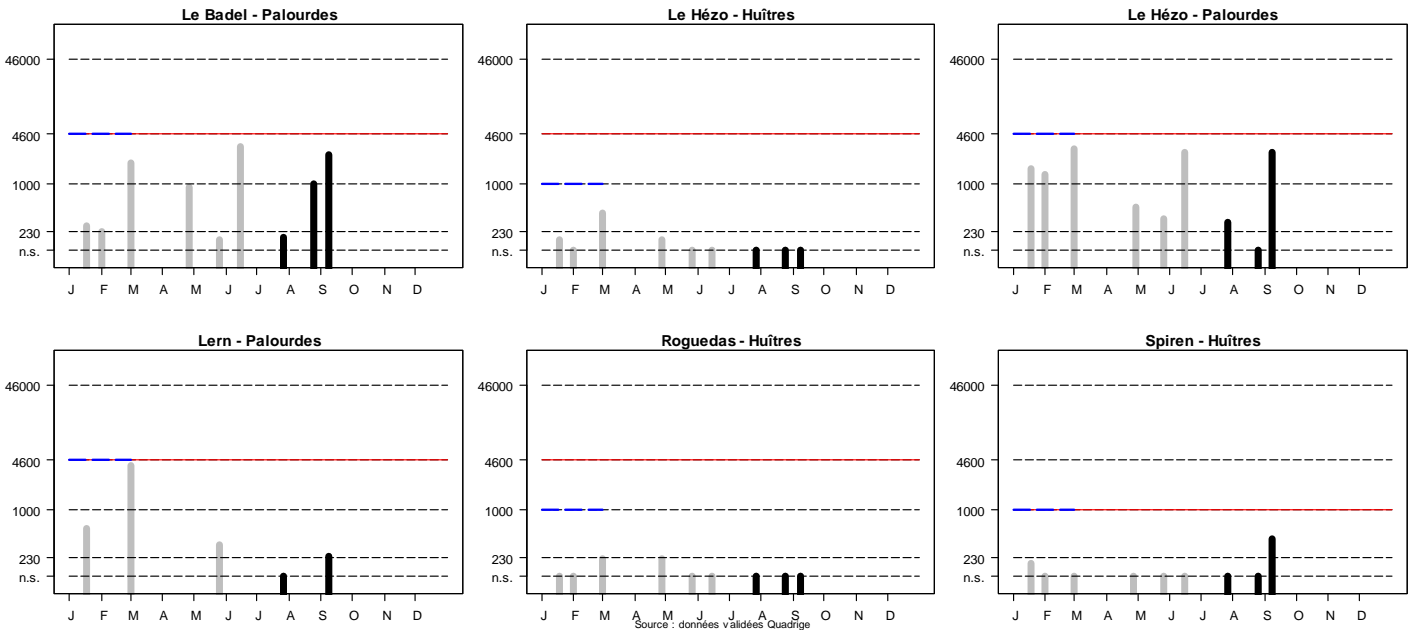 Le Badel - Palourdes
46000
4600
1000
230
n.s.
J F M A M J J A S O N D
Le Hézo - Huîtres
46000
4600
1000
230
n.s.
J F M A M J J A S O N D
Le Hézo - Palourdes
46000
4600
1000
230
n.s.
J F M A M J J A S O N D
Lern - Palourdes
46000
4600
1000
230
n.s.
J F M A M J J A S O N D
Roguedas - Huîtres
46000
4600
1000
230
n.s.
J F M A M J J A S O N D
Spiren - Huîtres
46000
4600
1000
230
n.s.
J F M A M J J A S O N D
Source : données validées Quadrige